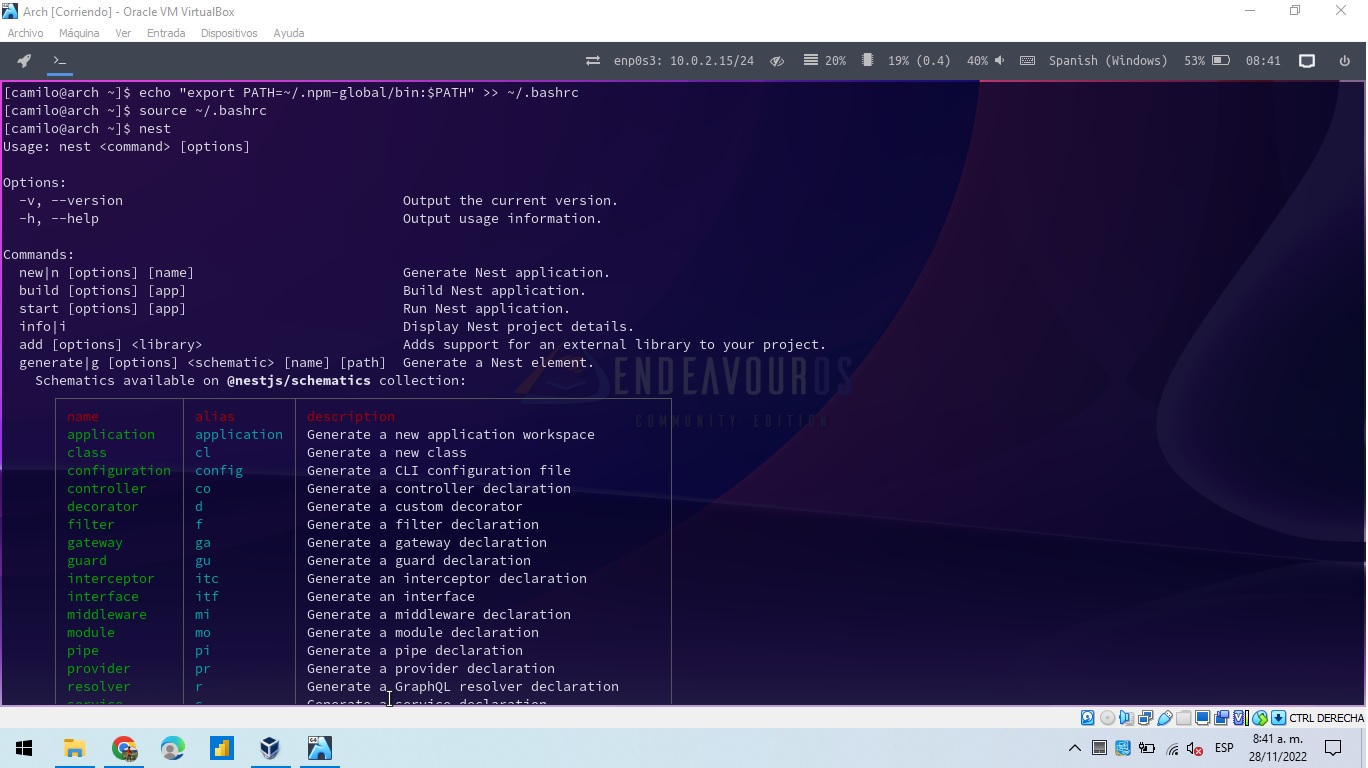 Arch [Corriendo] - Oracle VM VirtualBox
Archivo Máquina Ver Entrada Dispositivos Ayuda
enp0s3: 10.0.2.15/24 20% 19% (0.4) 40% Spanish (Windows) 53% 08:41
[camilo@arch ~]$ echo "export PATH=~/.npm-global/bin:$PATH" >> ~/.bashrc
[camilo@arch ~]$ source ~/.bashrc
[camilo@arch ~]$ nest
Usage: nest <command> [options]
Options:
-v, --version Output the current version.
-h, --help Output usage information.
Commands:
new|n [options] [name] Generate Nest application.
build [options] [app] Build Nest application.
start [options] [app] Run Nest application.
info|i Display Nest project details.
add [options] <library> Adds support for an external library to your project.
generate|g [options] <schematic> [name] [path] Generate a Nest element.
Schematics available on @nestjs/schematics collection:
ENDEAVOUROS
COMMUNITY EDITION
name alias description
application application Generate a new application workspace
class cl Generate a new class
configuration config Generate a CLI configuration file
controller co Generate a controller declaration
decorator d Generate a custom decorator
filter f Generate a filter declaration
gateway ga Generate a gateway declaration
guard gu Generate a guard declaration
interceptor itc Generate an interceptor declaration
interface itf Generate an interface
middleware mi Generate a middleware declaration
module mo Generate a module declaration
pipe pi Generate a pipe declaration
provider pr Generate a provider declaration
resolver r Generate a GraphQL resolver declaration
service s Generate a service declaration
CTRL DERECHA
64
ESP
8:41 a. m.
28/11/2022